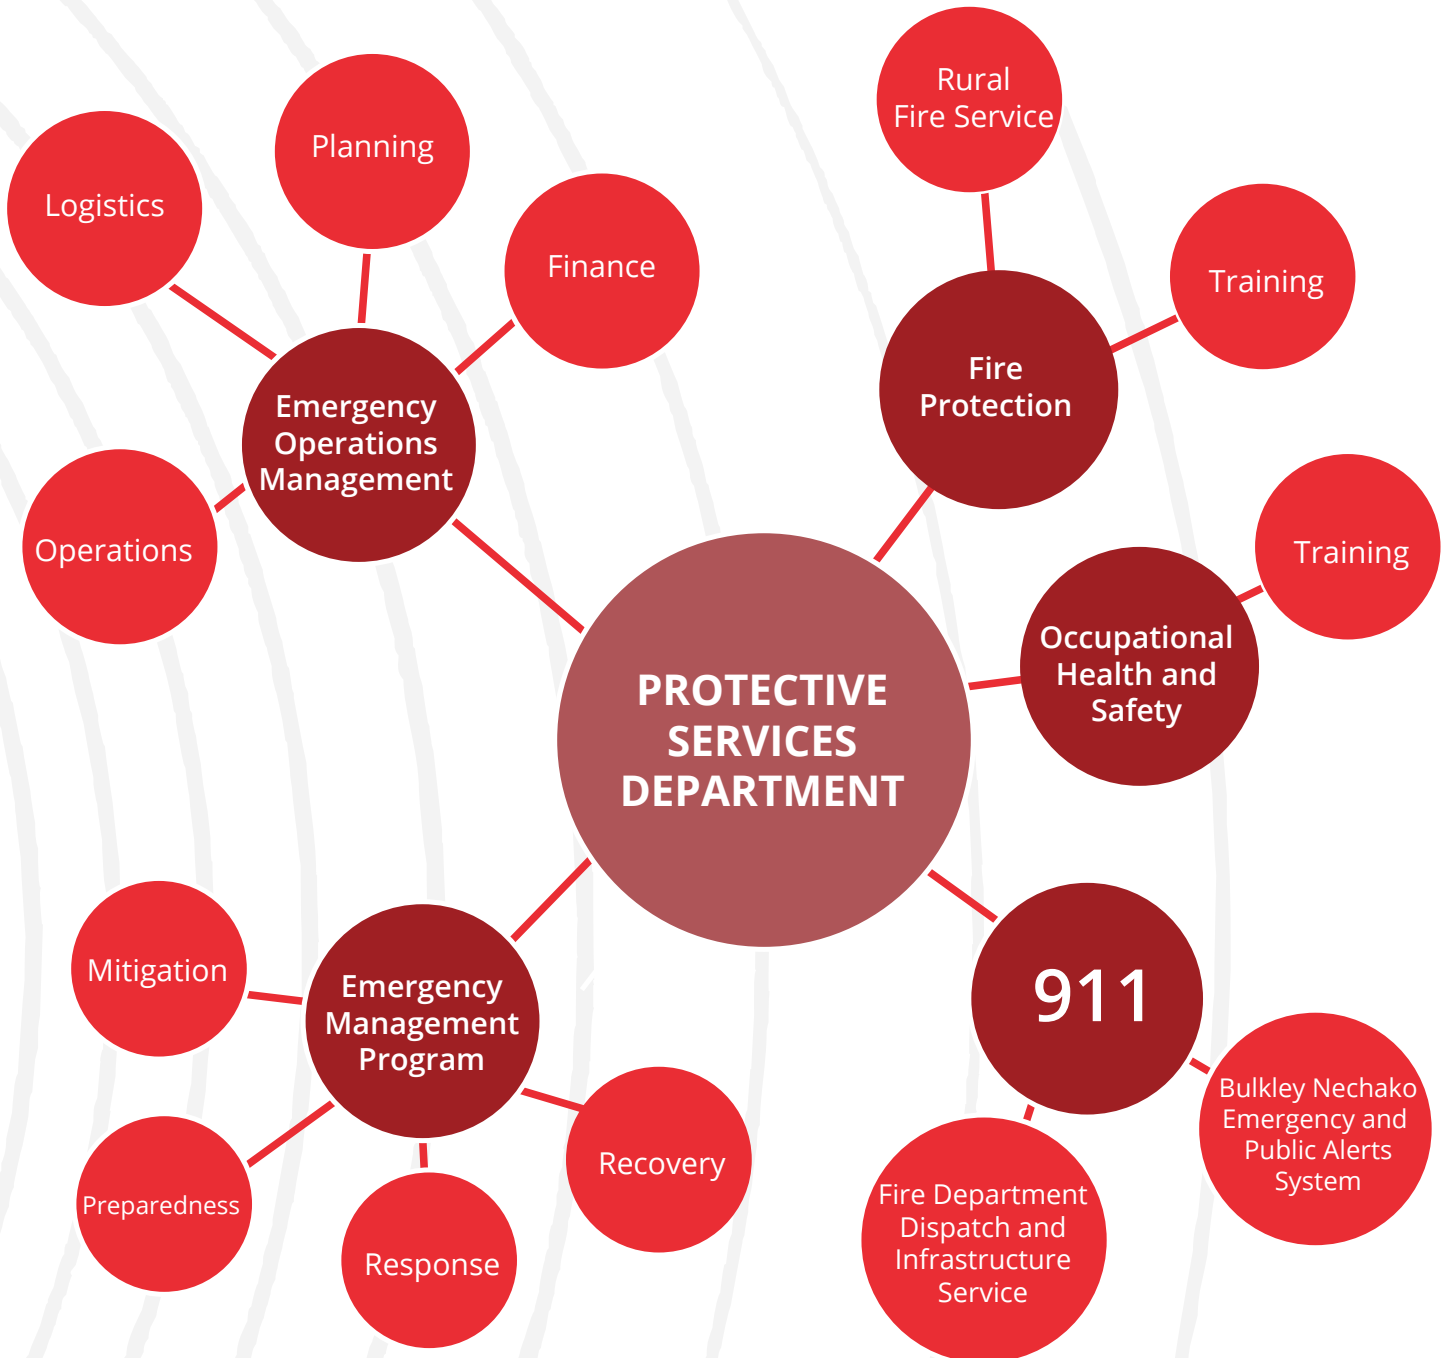 Rural
Fire Service
Planning
Logistics
Finance
Training
Fire
Protection
Emergency
Operations
Management
Operations
Training
Occupational
Health and
Safety
PROTECTIVE
SERVICES
DEPARTMENT
Mitigation
Emergency
Management
Program
911
Preparedness
Response
Recovery
Bulkley Nechako
Emergency and
Public Alerts
System
Fire Department
Dispatch and
Infrastructure
Service